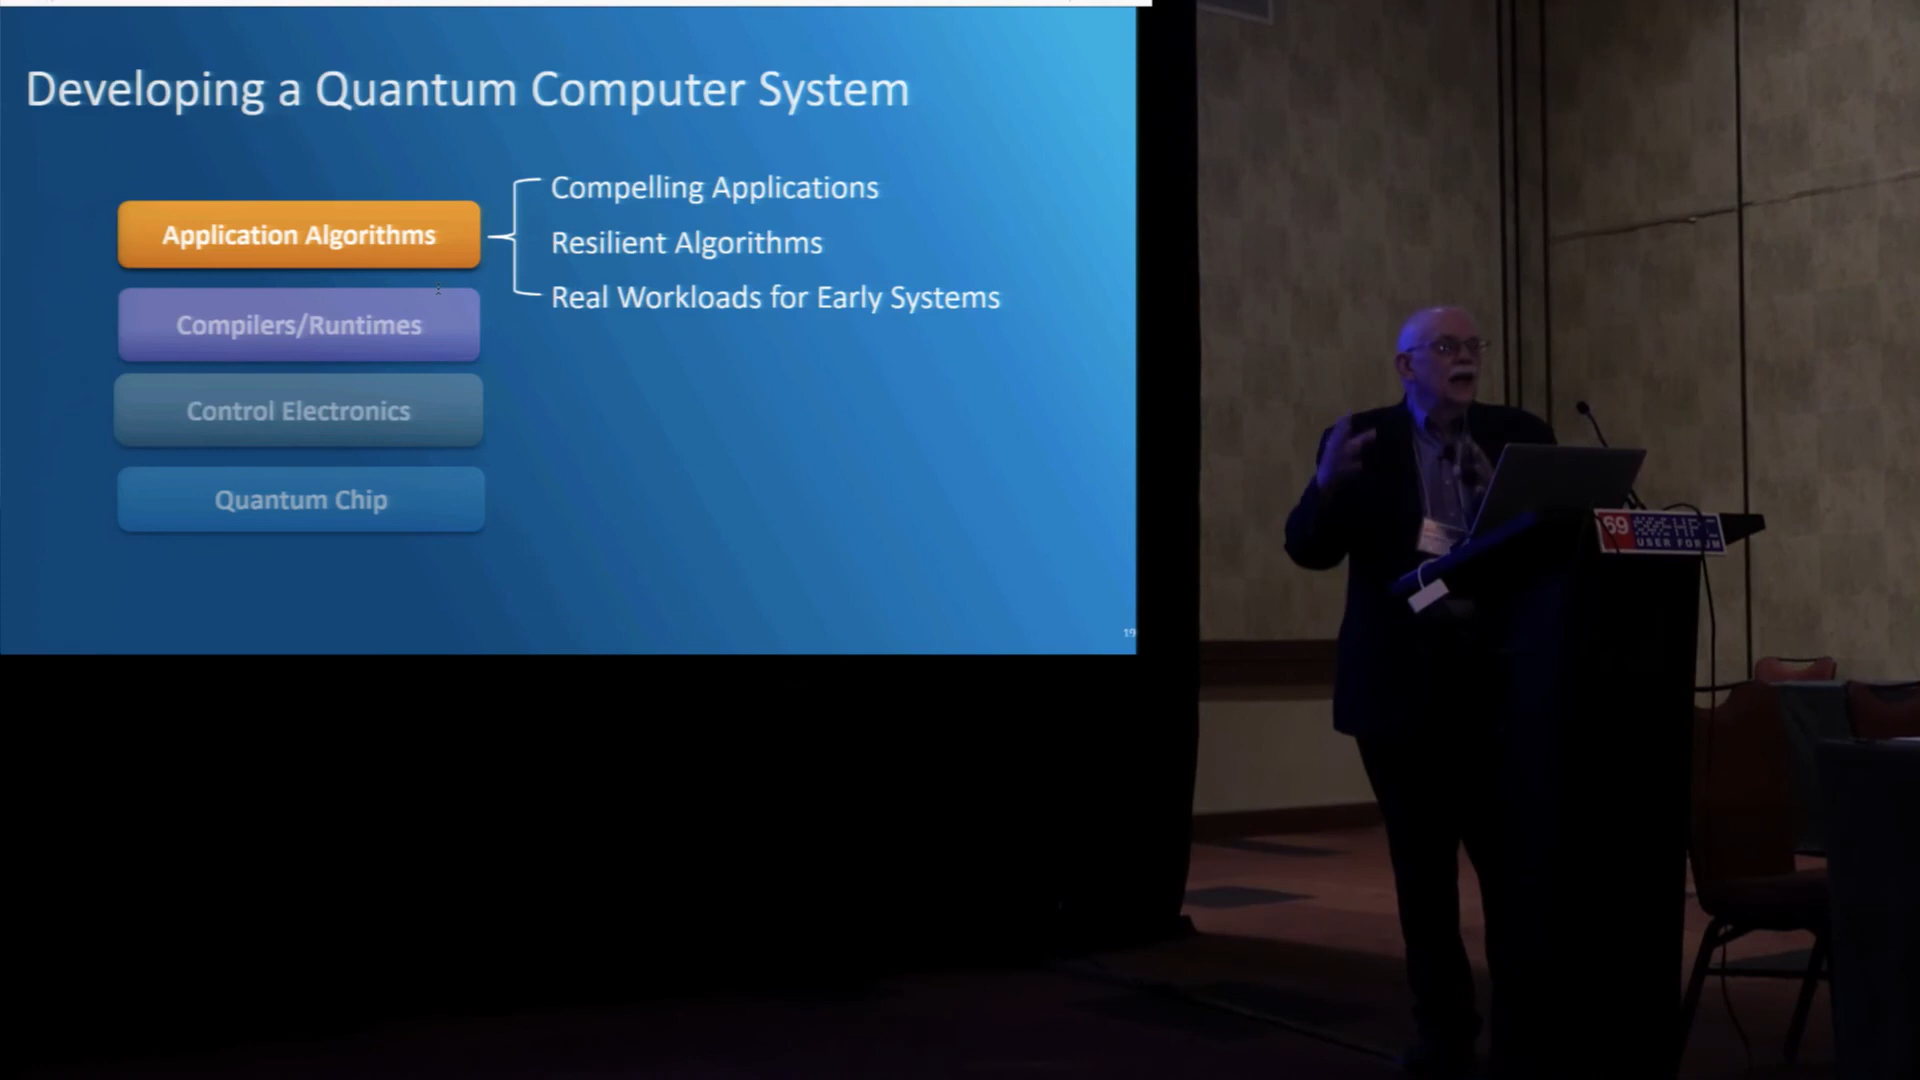 Developing a Quantum Computer System
Application Algorithms
Compelling Applications
Resilient Algorithms
Real Workloads for Early Systems
Compilers/Runtimes
Control Electronics
Quantum Chip
19
69
USER FORUM